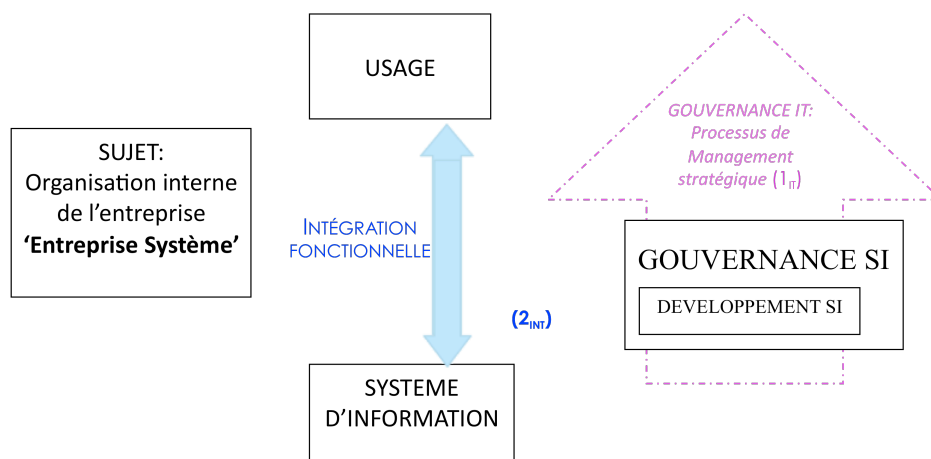 USAGE
SUJET:
Organisation interne
de l'entreprise
'Entreprise Système'
INTÉGRATION
FONCTIONNELLE
(2INT)
SYSTEME
D'INFORMATION
GOUVERNANCE IT:
Processus de
Management
stratégique (1IT)
GOUVERNANCE SI
DEVELOPPEMENT SI